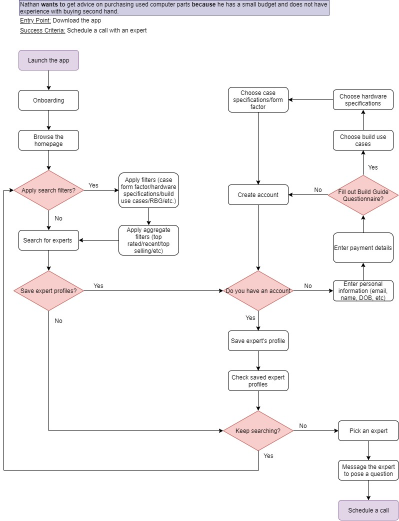 Nathan wants to get advice on purchasing used computer parts because he has a small budget and does not have
experience with buying second hand.
Entry Point: Download the app
Success Criteria: Schedule a call with an expert
Launch the app
Onboarding
Browse the
homepage
Apply search filters?
Yes
No
Apply filters (case
form factor/hardware
specifications/build
use cases/RBG/etc.)
Apply aggregate
filters (top
rated/recent/top
selling/etc)
Search for experts
Save expert profiles?
Yes
No
Choose case
specifications/form
factor
Choose hardware
specifications
Choose build use
cases
Yes
Fill out Build Guide
Questionnaire?
No
Create account
Enter payment details
Enter personal
information (email,
name, DOB, etc)
No
Do you have an account
Yes
Save expert's profile
Check saved expert
profiles
Keep searching?
No
Yes
Pick an expert
Message the expert
to pose a question
Schedule a call